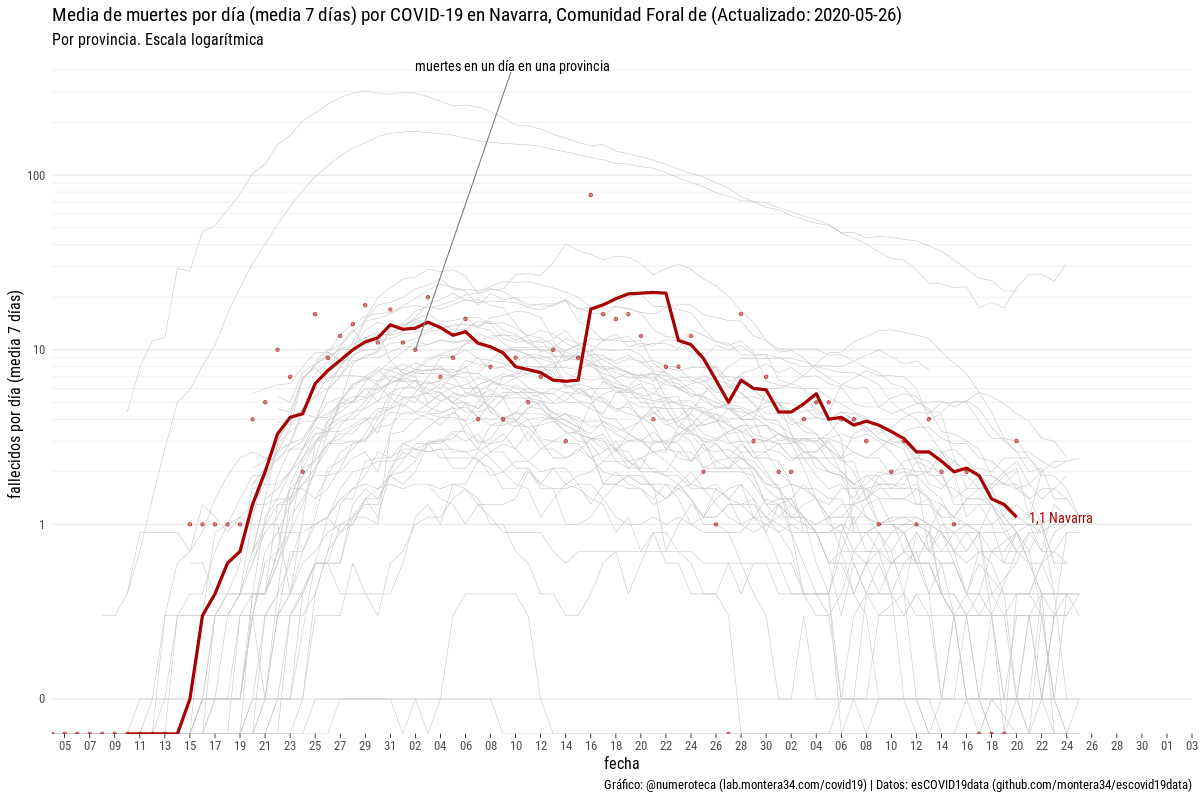 Media de muertes por día (media 7 días) por COVID-19 en Navarra, Comunidad Foral de (Actualizado: 2020-05-26)
Por provincia. Escala logarítmica
muertes en un día en una provincia
fallecidos por día (media 7 días)
100
10
1
0
1,1 Navarra
05 07 09 11 13 15 17 19 21 23 25 27 29 31 02 04 06 08 10 12 14 16 18 20 22 24 26 28 30 02 04 06 08 10 12 14 16 18 20 22 24 26 28 30 01 03
fecha
Gráfico: @numeroteca (lab.montera34.com/covid19) | Datos: esCOVID19data (github.com/montera34/escovid19data)